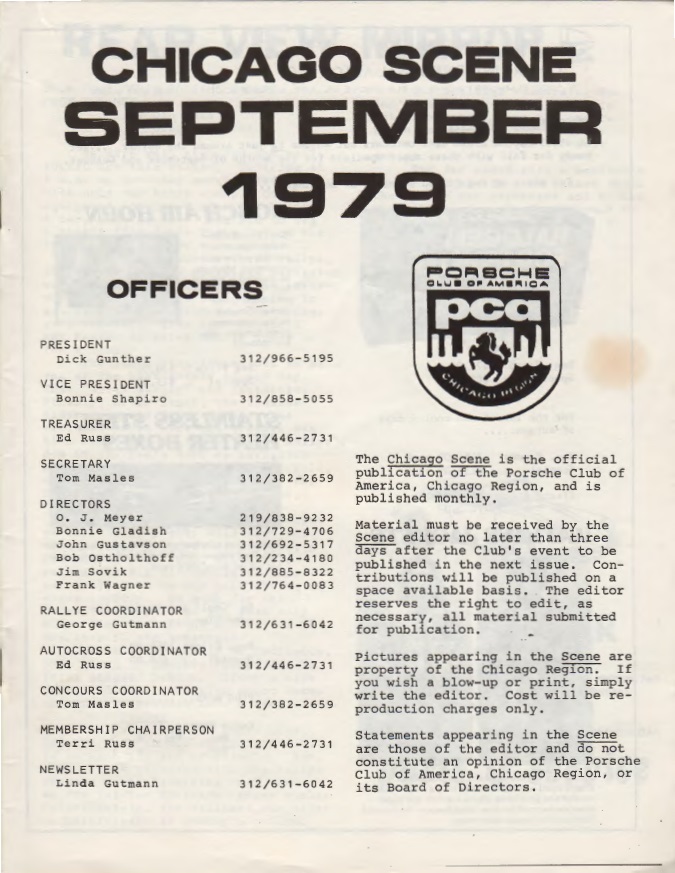 CHICAGO SCENE
SEPTEMBER
1979
OFFICERS
PRESIDENT
Dick Gunther 312/966-5195
VICE PRESIDENT
Bonnie Shapiro 312/858-5055
TREASURER
Ed Russ 312/446-2731
SECRETARY
Tom Masles 312/382-2659
DIRECTORS
O. J. Meyer 219/838-9232
Bonnie Gladish 312/729-4706
John Gustavson 312/692-5317
Bob Ostholthoff 312/234-4180
Jim Sovik 312/885-8322
Frank Wagner 312/764-0083
RALLYE COORDINATOR
George Gutmann 312/631-6042
AUTOCROSS COORDINATOR
Ed Russ 312/446-2731
CONCOURS COORDINATOR
Tom Masles 312/382-2659
MEMBERSHIP CHAIRPERSON
Terri Russ 312/446-2731
NEWSLETTER
Linda Gutmann 312/631-6042
PORSCHE
CLUB OF AMERICA
pca
CHICAGO REGION
The Chicago Scene is the official
publication of the Porsche Club of
America, Chicago Region, and is
published monthly.
Material must be received by the
Scene editor no later than three
days after the Club's event to be
published in the next issue. Con-
tributions will be published on a
space available basis. The editor
reserves the right to edit, as
necessary, all material submitted
for publication.
Pictures appearing in the Scene are
property of the Chicago Region. If
you wish a blow-up or print, simply
write the editor. Cost will be re-
production charges only.
Statements appearing in the Scene
are those of the editor and do not
constitute an opinion of the Porsche
Club of America, Chicago Region, or
its Board of Directors.